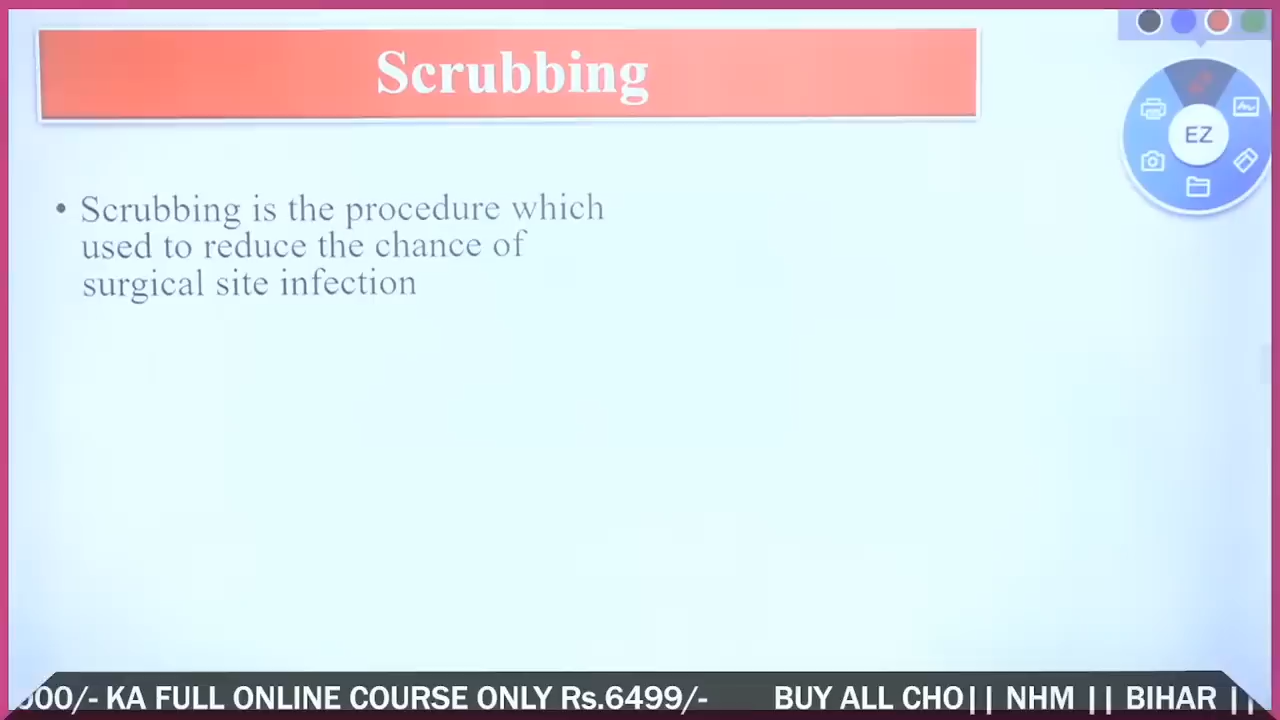 Scrubbing
EZ
• Scrubbing is the procedure which
used to reduce the chance of
surgical site infection
000/- KA FULL ONLINE COURSE ONLY Rs.6499/- BUY ALL CHO|| NHM || BIHAR ||